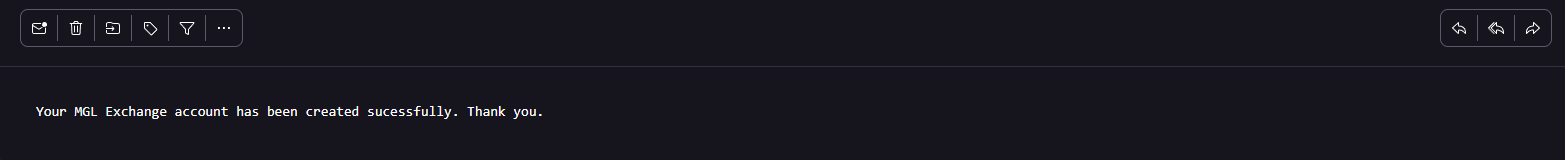 Your MGL Exchange account has been created sucessfully. Thank you.